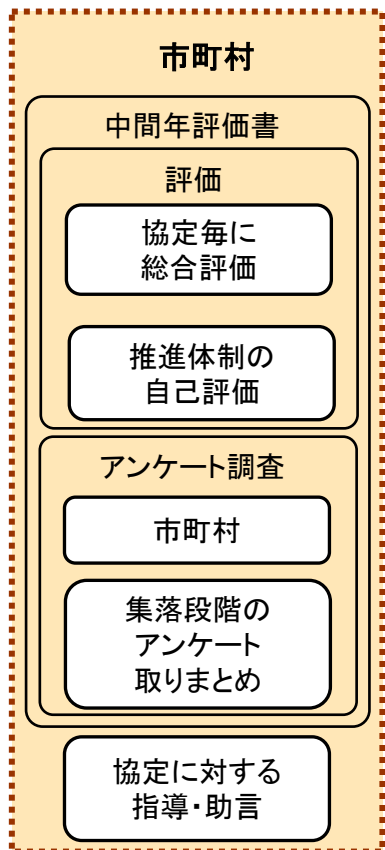 市町村
中間年評価書
評価
協定毎に
総合評価
推進体制の
自己評価
アンケート調査
市町村
集落段階の
アンケート
取りまとめ
協定に対する
指導・助言